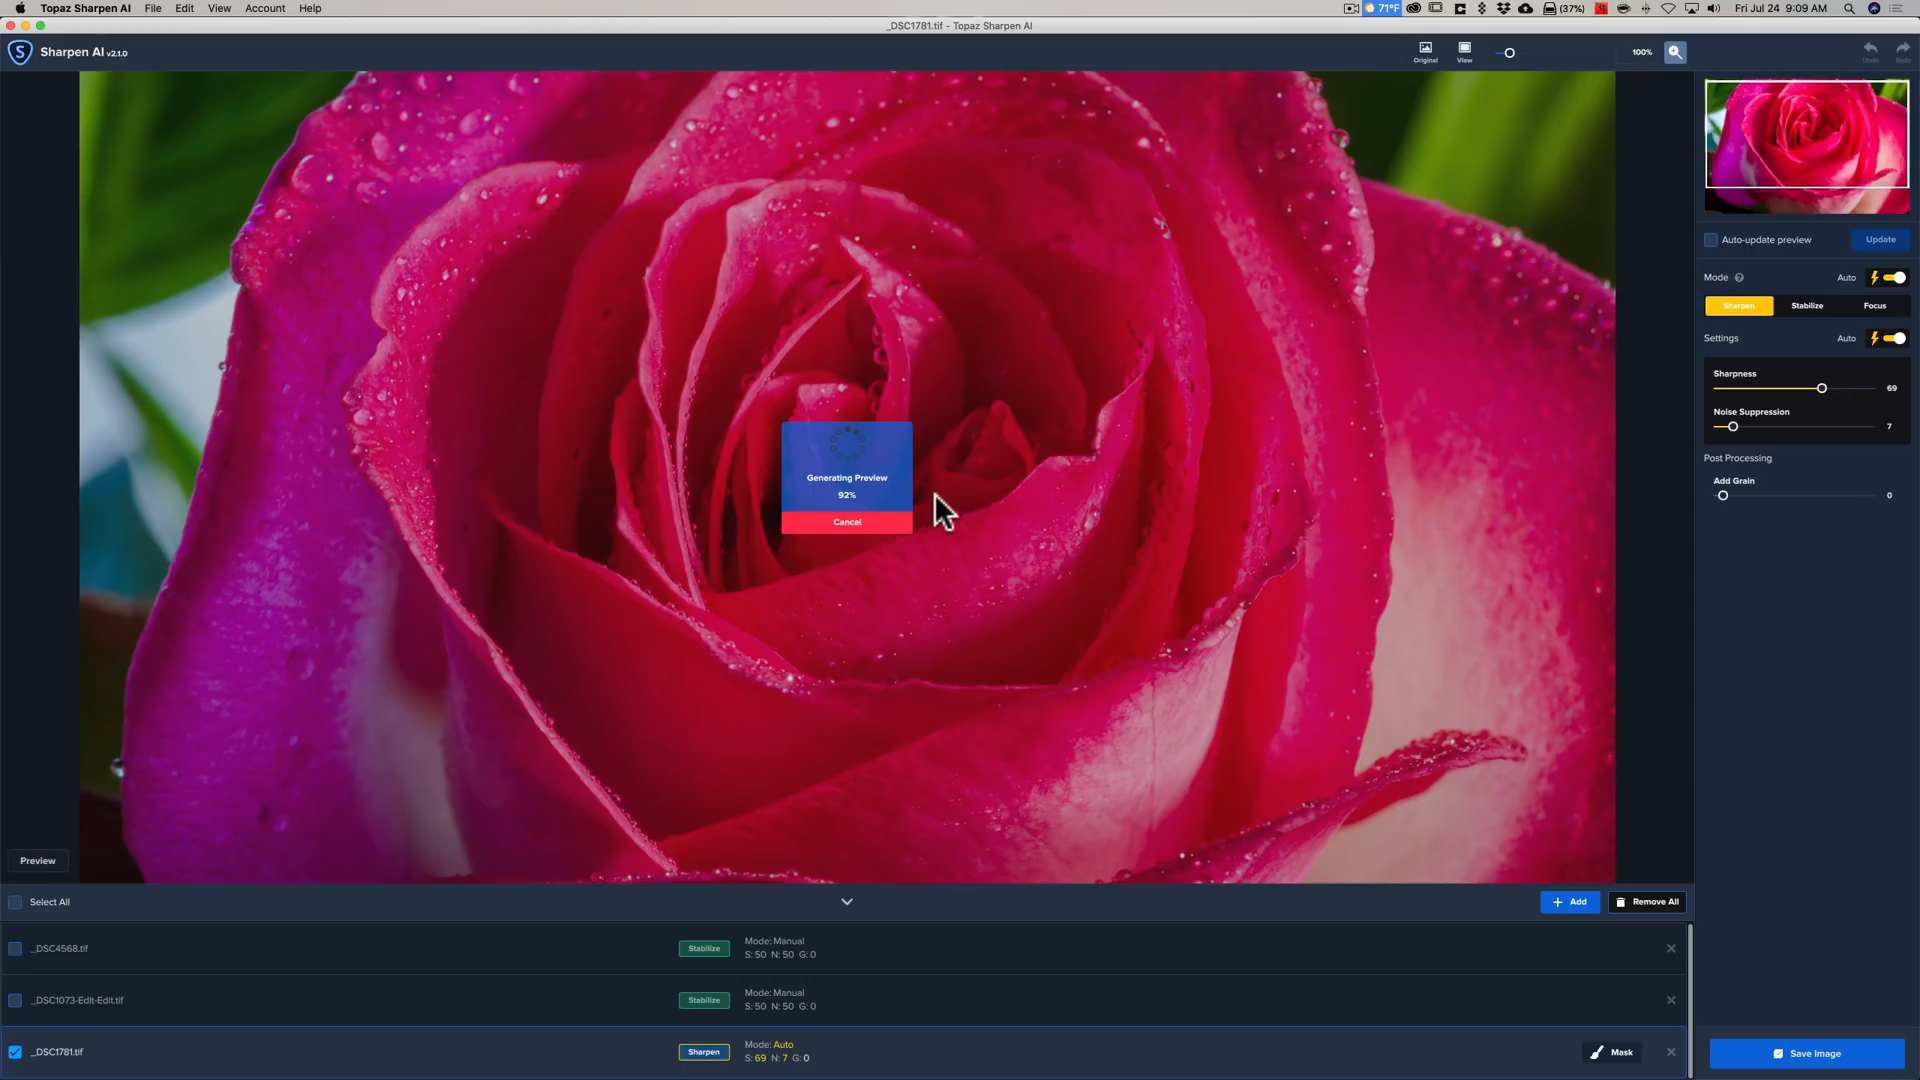 Topaz Sharpen AI File Edit View Account Help 71°F (37%) Fri Jul 24 9:09 AM
_DSC1781.tif - Topaz Sharpen AI
Sharpen AI v2.1.0
Original View 100% Undo Redo
Auto-update preview Update
Mode Auto
Sharpen Stabilize Focus
Settings Auto
Sharpness
69
Noise Suppression
7
Post Processing
Add Grain
0
Generating Preview
92%
Cancel
Preview
Select All Add Remove All
_DSC4568.tif Stabilize Mode: Manual
S: 50 N: 50 G: 0
_DSC1073-Edit-Edit.tif Stabilize Mode: Manual
S: 50 N: 50 G: 0
_DSC1781.tif Sharpen Mode: Auto
S: 69 N: 7 G: 0
Mask
Save Image